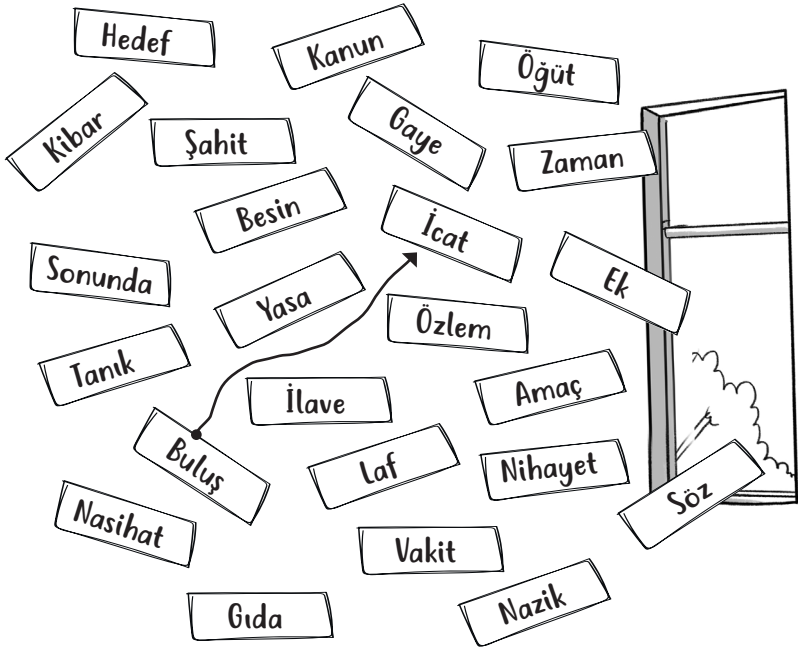 Hedef
Kanun
Öğüt
Kibar
Şahit
Gaye
Zaman
Besin
İcat
Sonunda
Yasa
Ek
Özlem
Tanık
İlave
Amaç
Buluş
Laf
Nihayet
Söz
Nasihat
Vakit
Gıda
Nazik